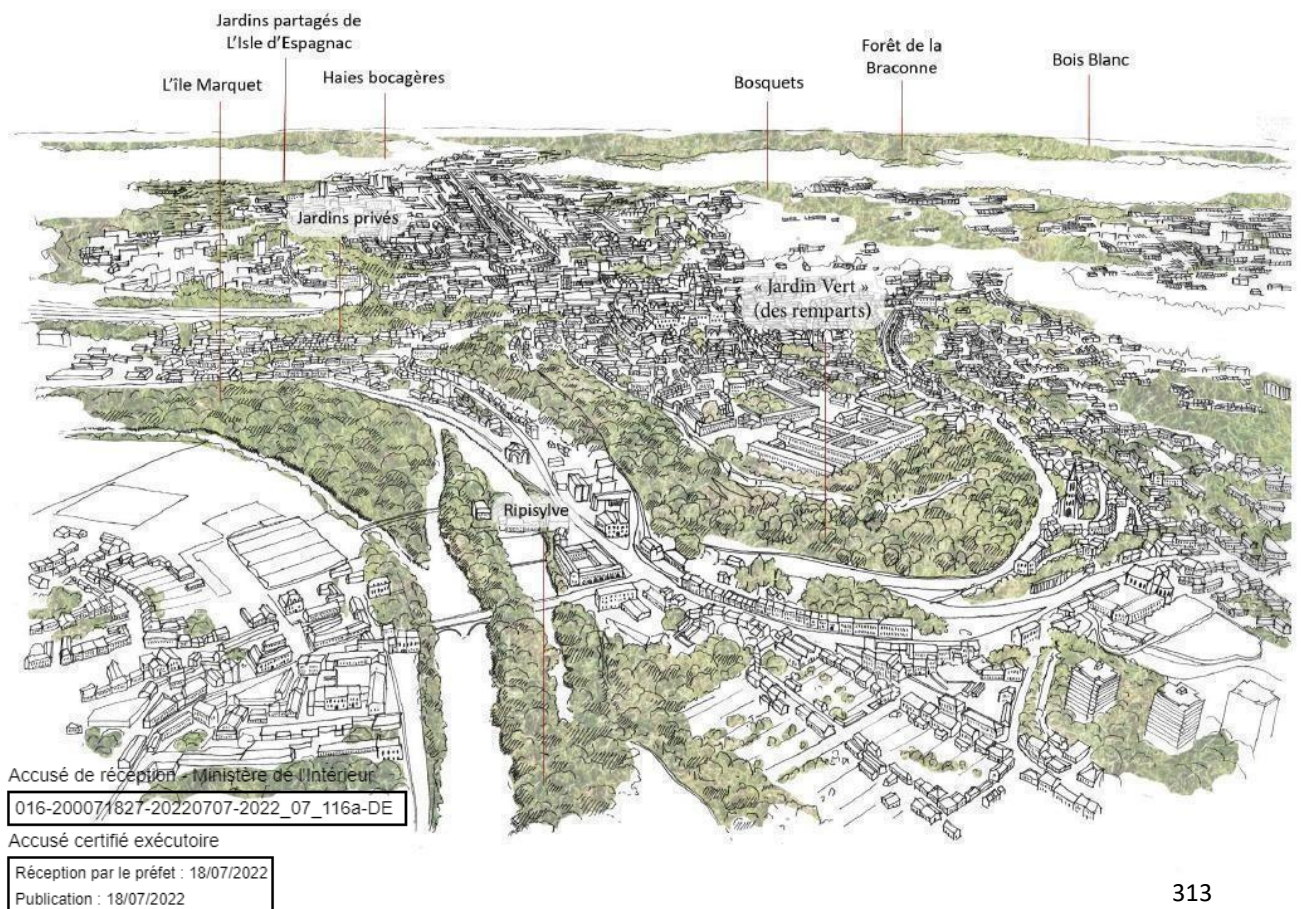 Jardins partagés de
L'Isle d'Espagnac
L'île Marquet
Haies bocagères
Bosquets
Forêt de la
Braconne
Bois Blanc
Jardins privés
« Jardin Vert »
(des remparts)
Ripisylve
Accusé de réception - Ministère de l'Intérieur
016-200071827-20220707-2022_07_116a-DE
Accusé certifié exécutoire
Réception par le préfet : 18/07/2022
Publication : 18/07/2022
313